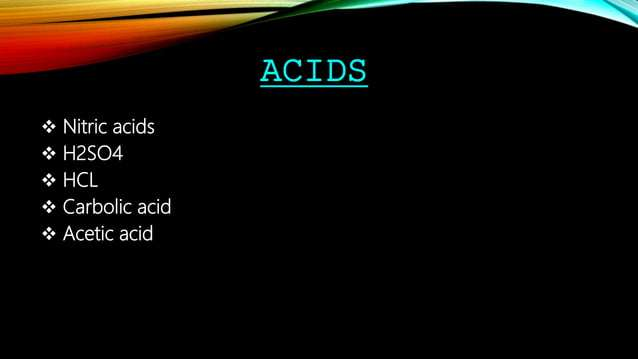 ACIDS
❖ Nitric acids
❖ H2SO4
❖ HCL
❖ Carbolic acid
❖ Acetic acid